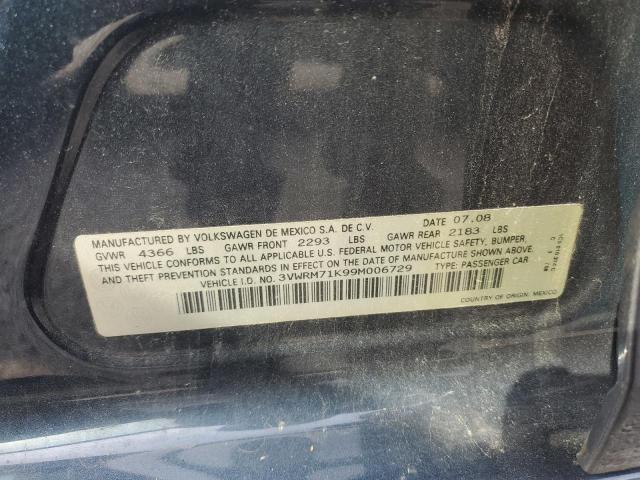 MANUFACTURED BY VOLKSWAGEN DE MEXICO S.A. DE C.V. DATE 07.08
GVWR 4366 LBS GAWR FRONT 2293 LBS GAWR REAR 2183 LBS
THIS VEHICLE CONFORMS TO ALL APPLICABLE U.S. FEDERAL MOTOR VEHICLE SAFETY, BUMPER,
AND THEFT PREVENTION STANDARDS IN EFFECT ON THE DATE OF MANUFACTURE SHOWN ABOVE.
VEHICLE I.D. NO. 3VWRM71K99M006729 TYPE: PASSENGER CAR
COUNTRY OF ORIGIN: MEXICO